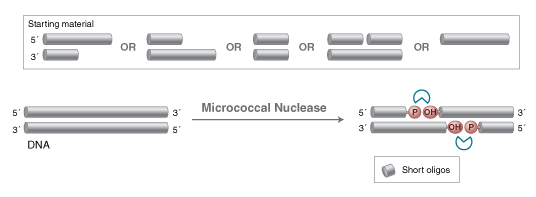 Starting material
5´ OR OR OR OR
3´
Micrococcal Nuclease
5´ 3´ 5´ P OH 3´
3´ 5´ 3´ OH P 5´
DNA
Short oligos